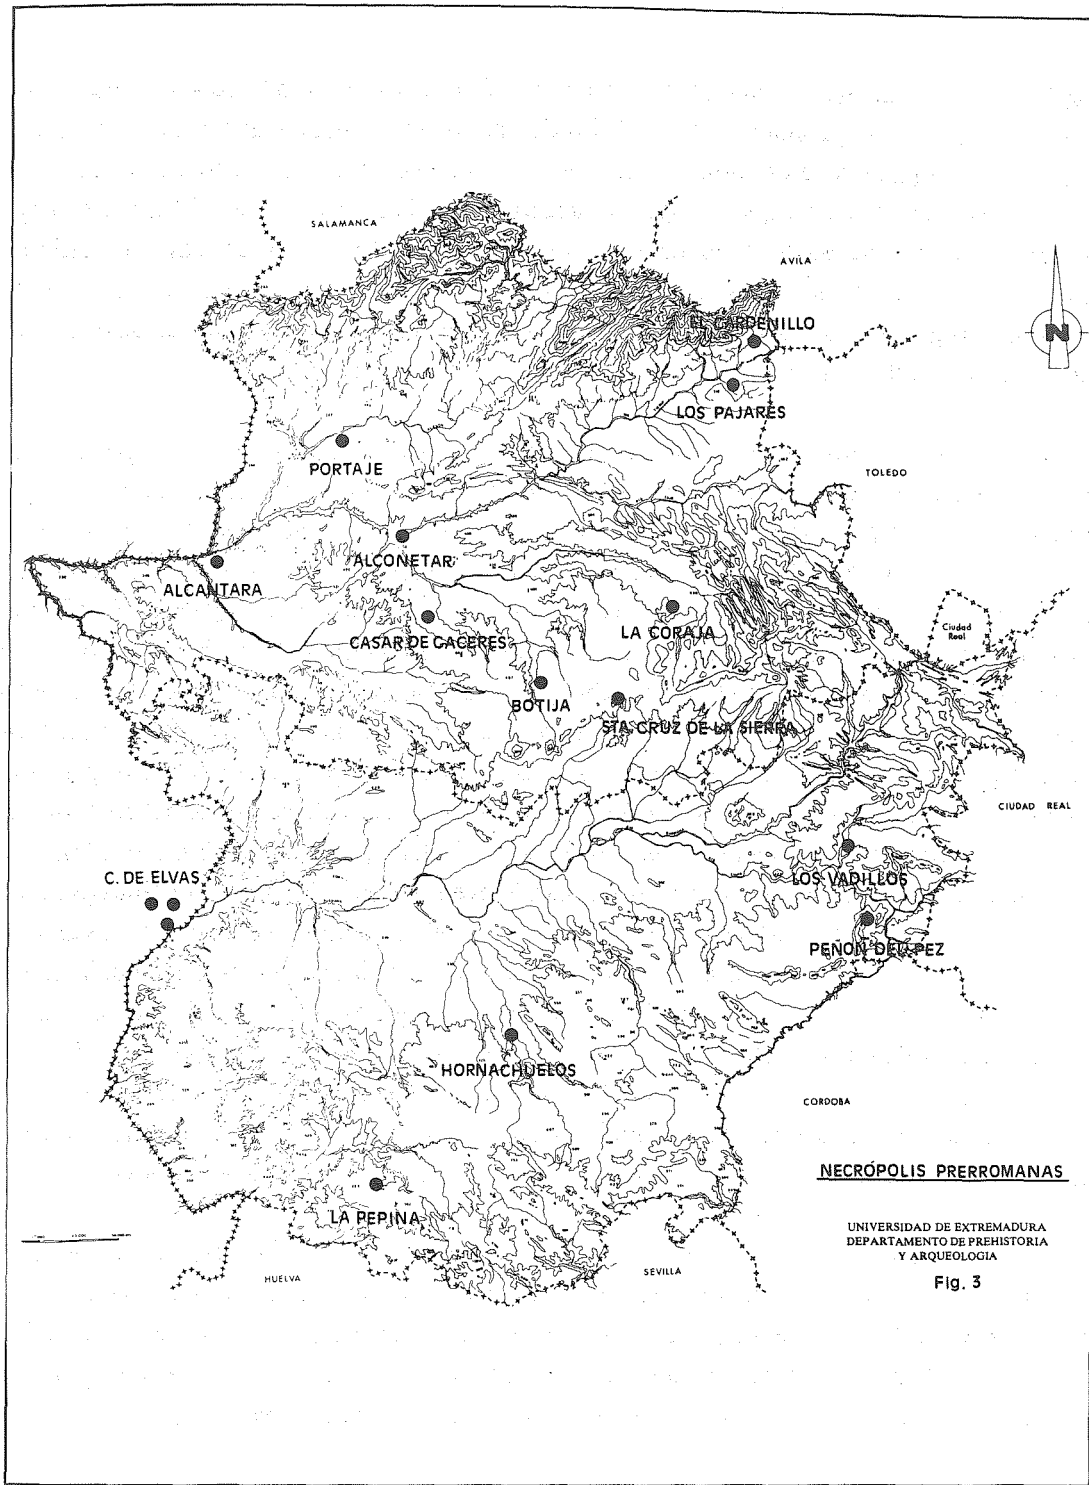 SALAMANCA
AVILA
EL CARDENILLO
N
LOS PAJARES
PORTAJE
TOLEDO
ALCONETAR
ALCANTARA
CASAR DE CACERES
LA CORAJA
Ciudad
Real
BOTIJA
STA. CRUZ DE LA SIERRA
CIUDAD REAL
C. DE ELVAS
LOS VADILLOS
PEÑON DEL PEZ
HORNACHUELOS
CORDOBA
NECRÓPOLIS PRERROMANAS
LA PEPINA
UNIVERSIDAD DE EXTREMADURA
DEPARTAMENTO DE PREHISTORIA
Y ARQUEOLOGIA
HUELVA
SEVILLA
Fig. 3